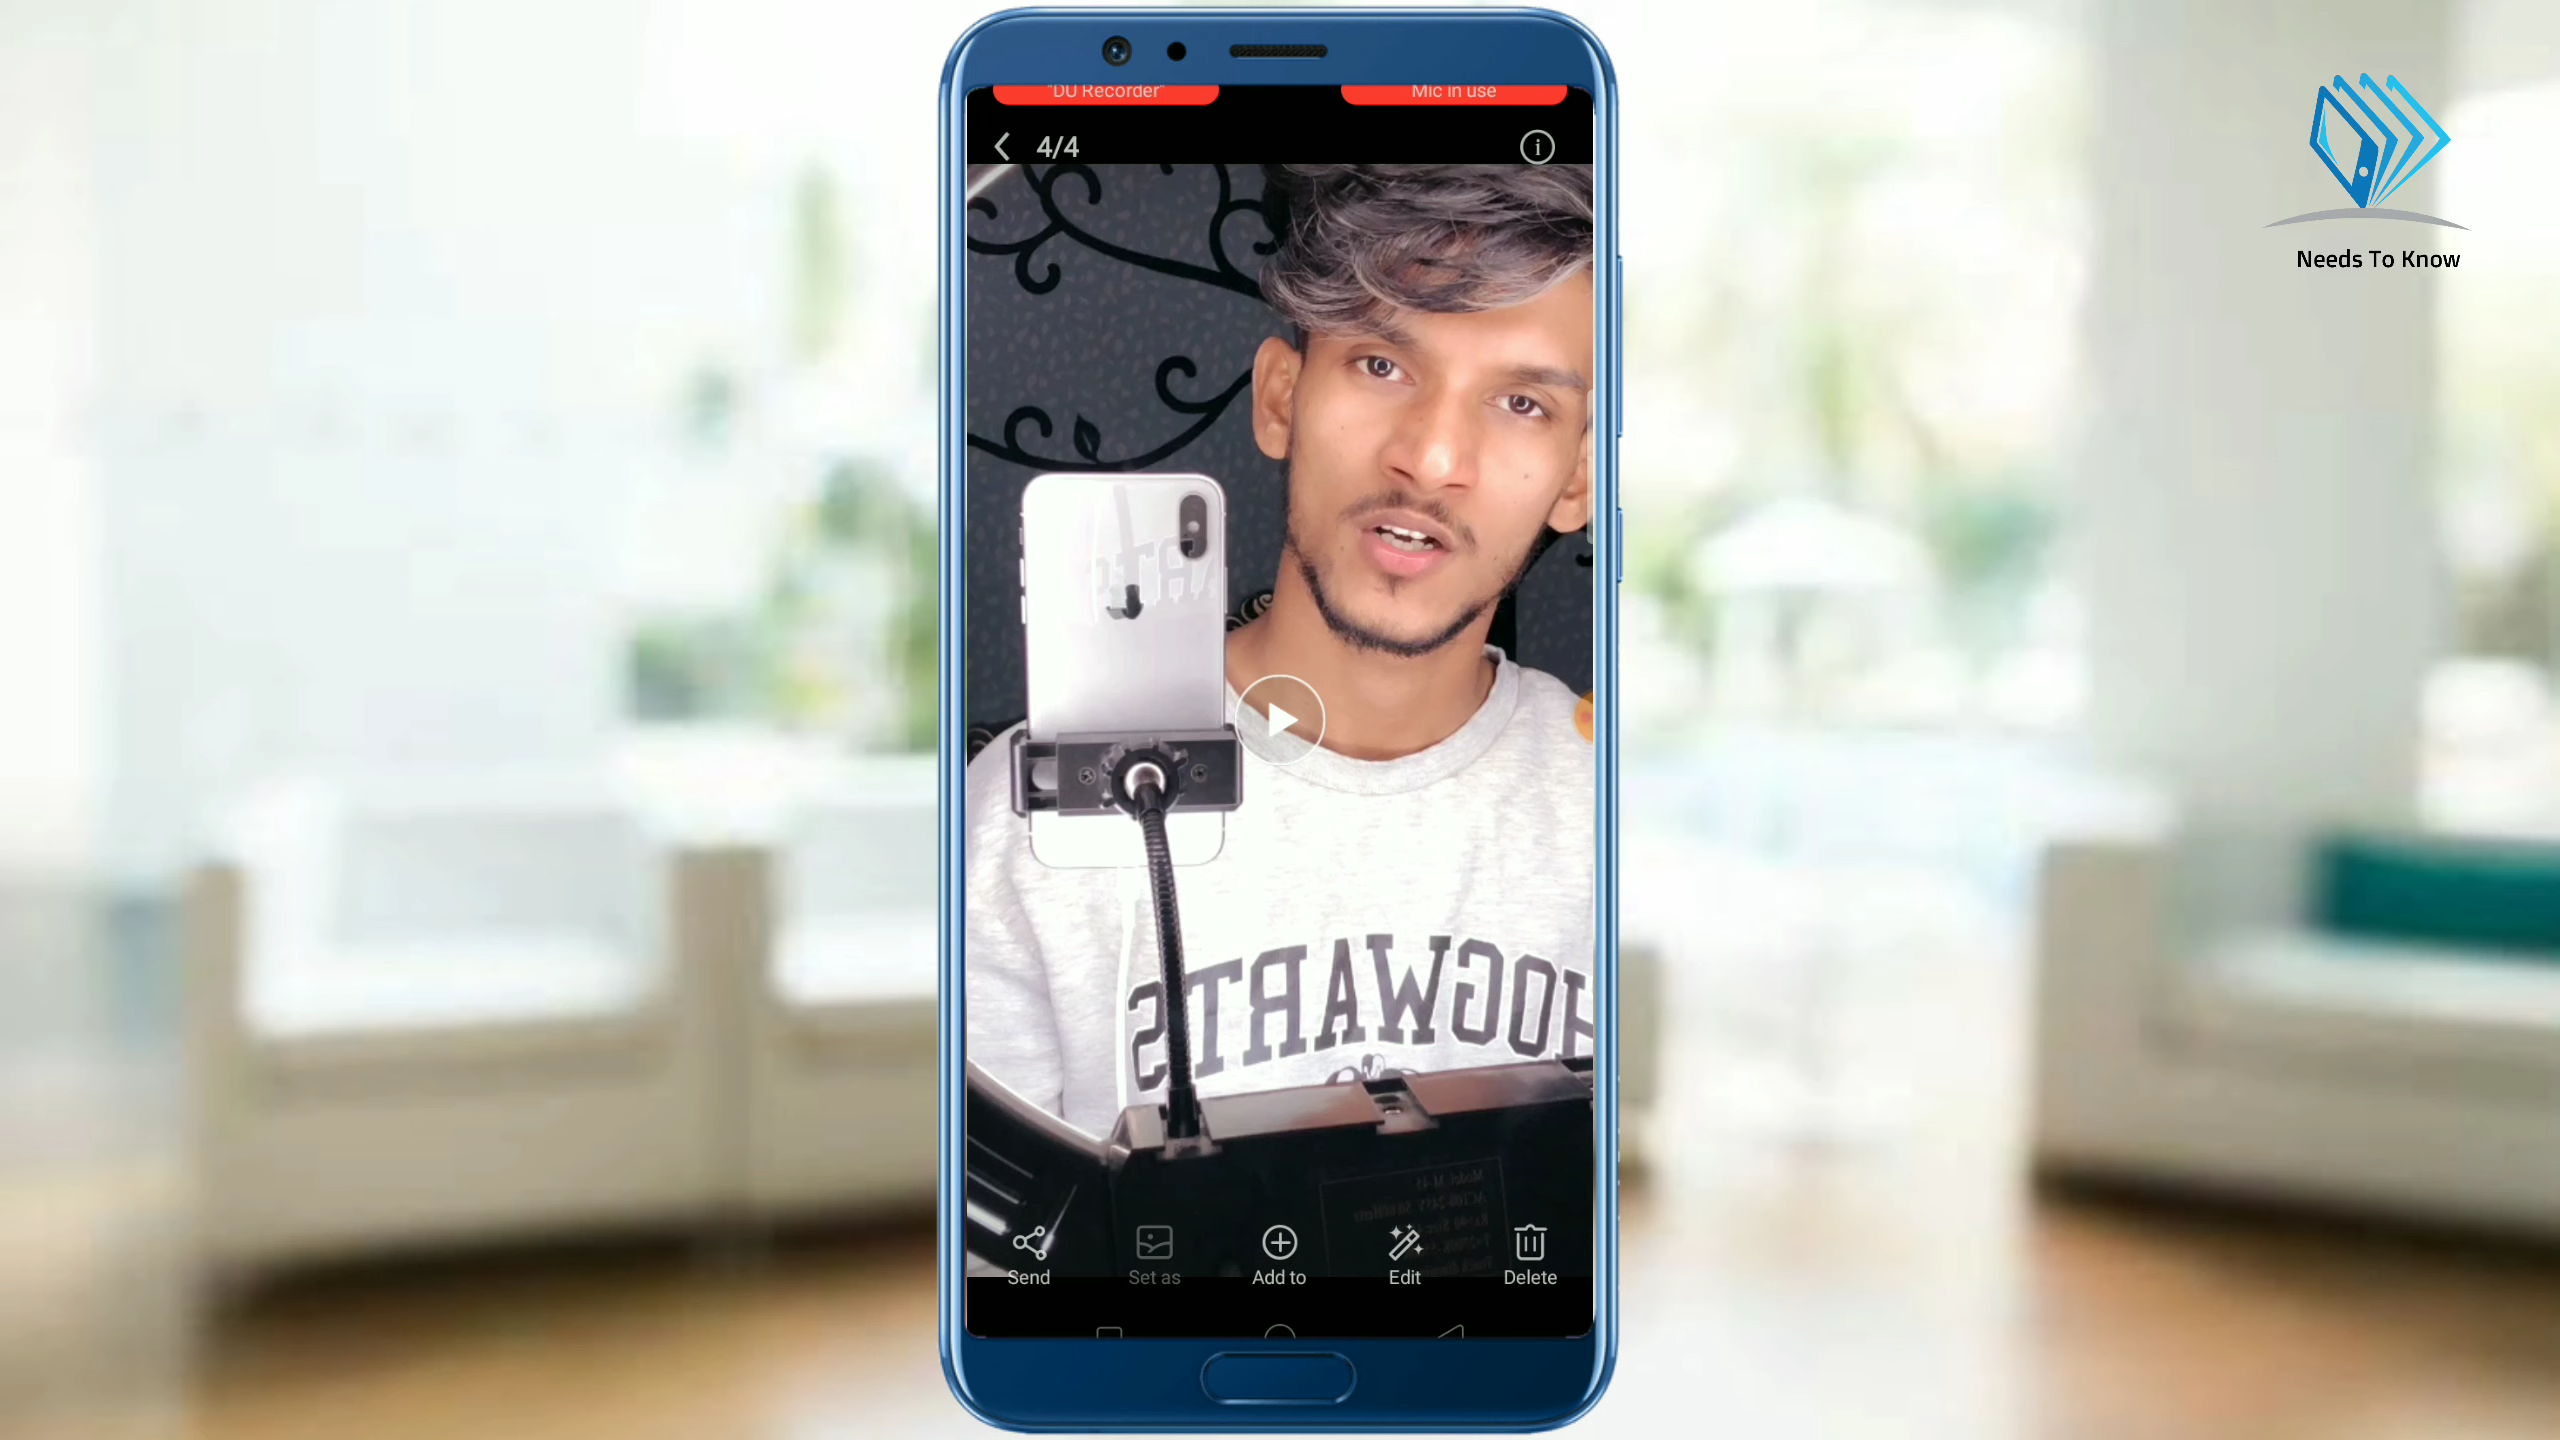 "DU Recorder"
Mic in use
4/4
Needs To Know
HOGWARTS
Send
Set as
Add to
Edit
Delete